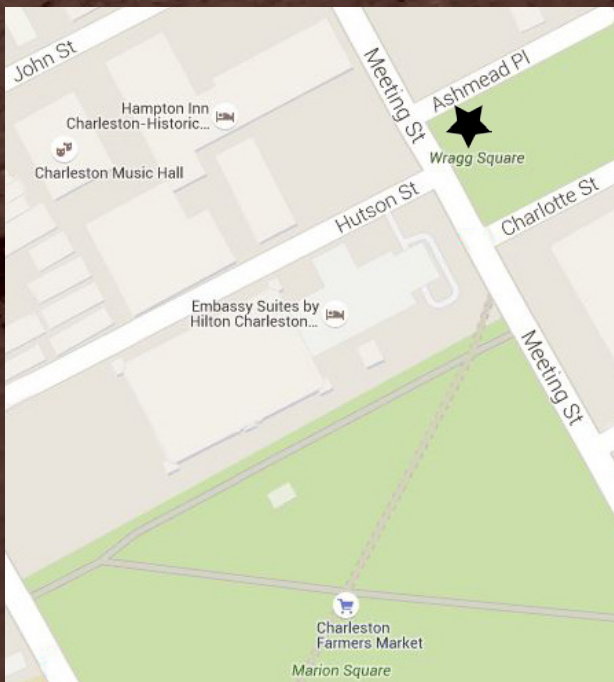 John St
Meeting St
Ashmead Pl
Hampton Inn
Charleston-Historic...
Charleston Music Hall
Wragg Square
Hutson St
Charlotte St
Embassy Suites by
Hilton Charleston...
Meeting St
Charleston
Farmers Market
Marion Square